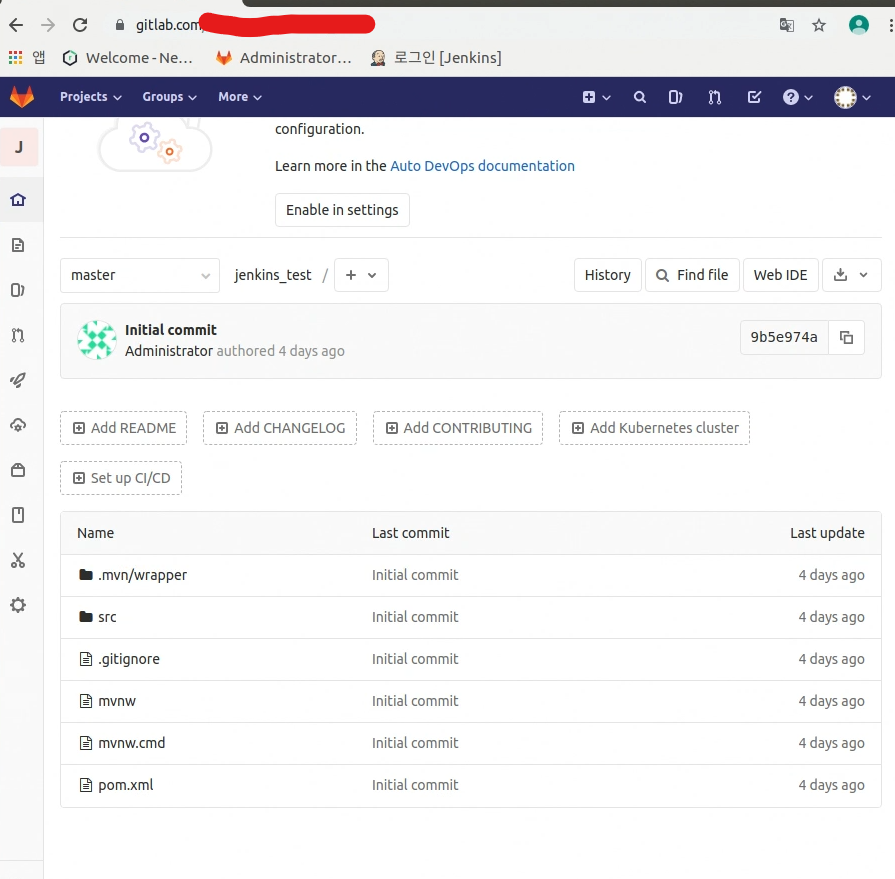 gitlab.com/
앱 Welcome - Ne... Administrator... 로그인 [Jenkins]
Projects Groups More
J
configuration.
Learn more in the Auto DevOps documentation
Enable in settings
master jenkins_test / + History Find file Web IDE
Initial commit
Administrator authored 4 days ago
9b5e974a
Add README Add CHANGELOG Add CONTRIBUTING Add Kubernetes cluster
Set up CI/CD
Name Last commit Last update
.mvn/wrapper Initial commit 4 days ago
src Initial commit 4 days ago
.gitignore Initial commit 4 days ago
mvnw Initial commit 4 days ago
mvnw.cmd Initial commit 4 days ago
pom.xml Initial commit 4 days ago